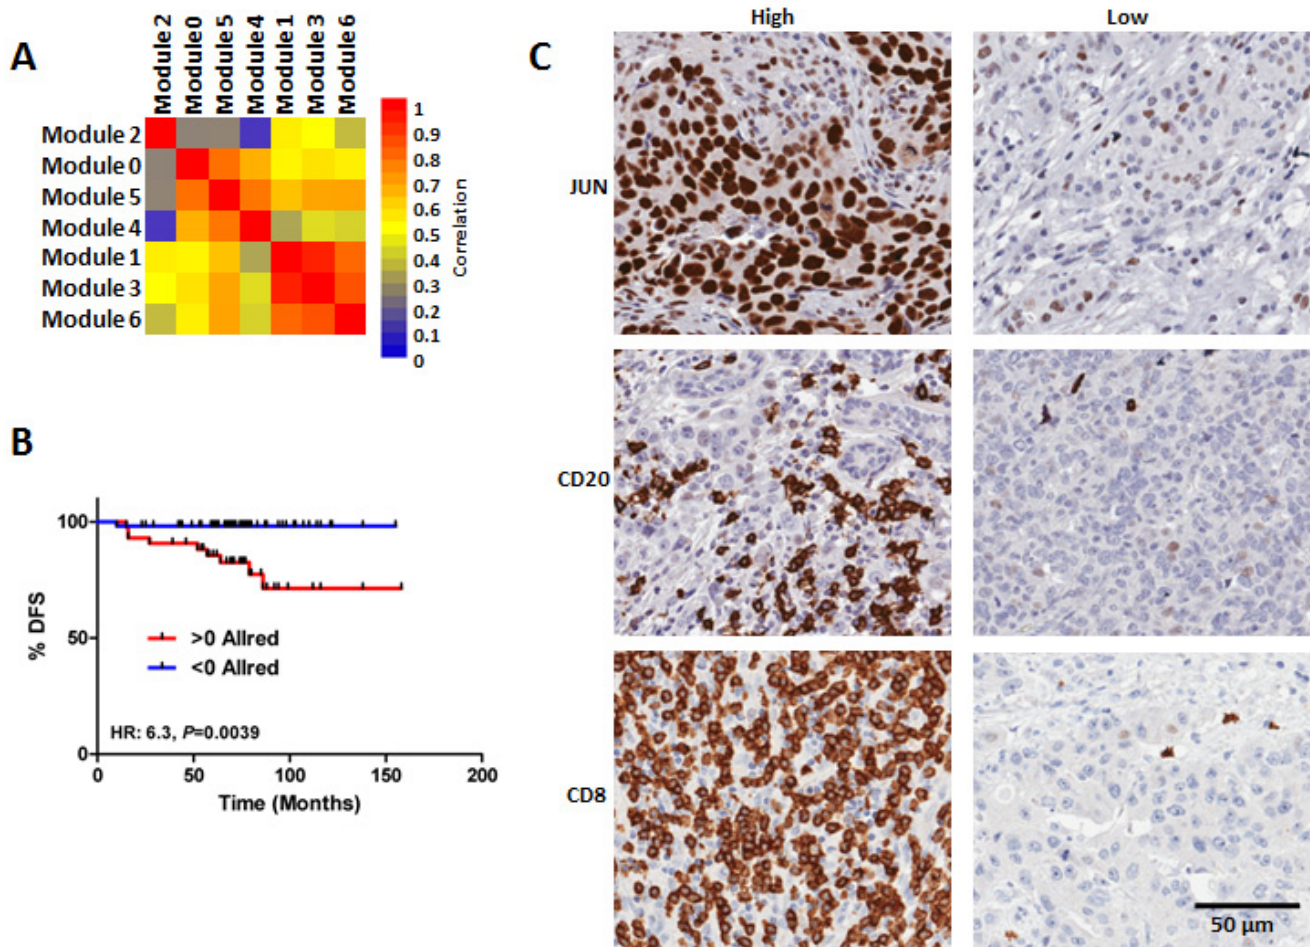 A
Module 2
Module 0
Module 5
Module 4
Module 1
Module 3
Module 6
Module 2
Module 0
Module 5
Module 4
Module 1
Module 3
Module 6
1
0.9
0.8
0.7
0.6
0.5
0.4
0.3
0.2
0.1
0
Correlation
B
% DFS
100
50
0
>0 Allred
<0 Allred
HR: 6.3, P=0.0039
0 50 100 150 200
Time (Months)
C
High Low
JUN
CD20
CD8
50 µm